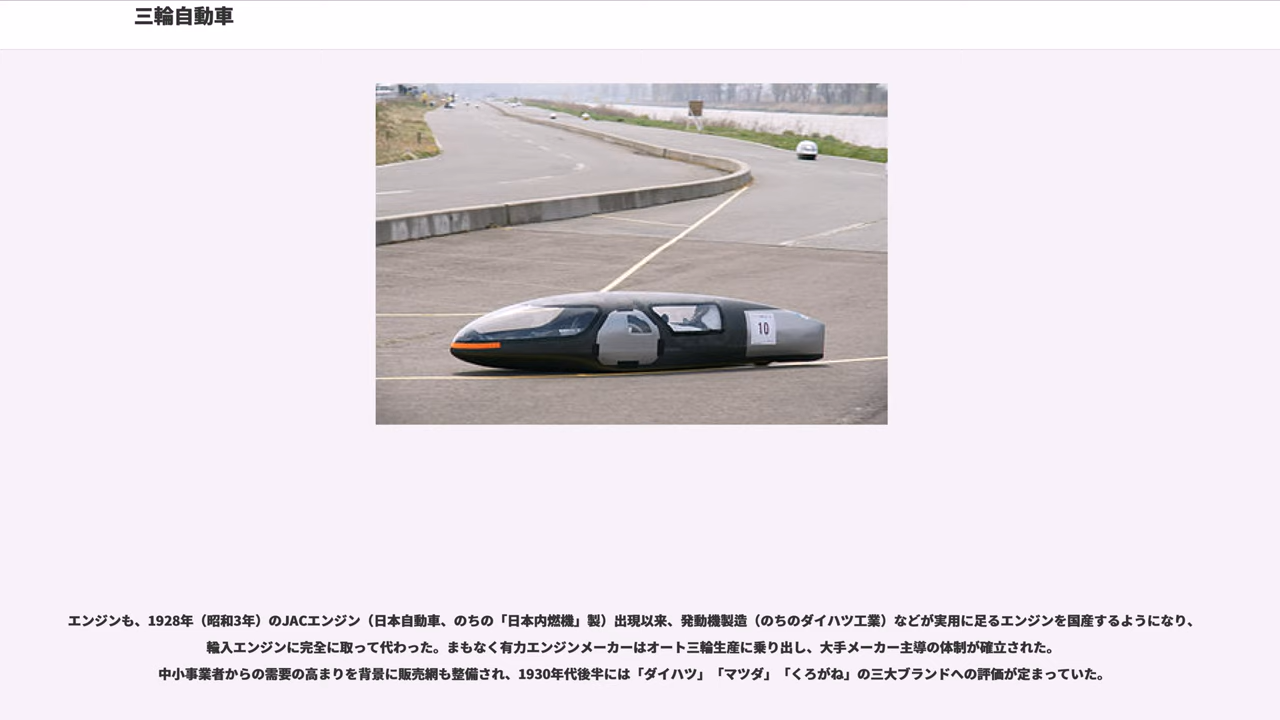 三輪自動車
10
エンジンも、1928年（昭和3年）のJACエンジン（日本自動車、のちの「日本内燃機」製）出現以来、発動機製造（のちのダイハツ工業）などが実用に足るエンジンを国産するようになり、
輸入エンジンに完全に取って代わった。まもなく有力エンジンメーカーはオート三輪生産に乗り出し、大手メーカー主導の体制が確立された。
中小事業者からの需要の高まりを背景に販売網も整備され、1930年代後半には「ダイハツ」「マツダ」「くろがね」の三大ブランドへの評価が定まっていた。